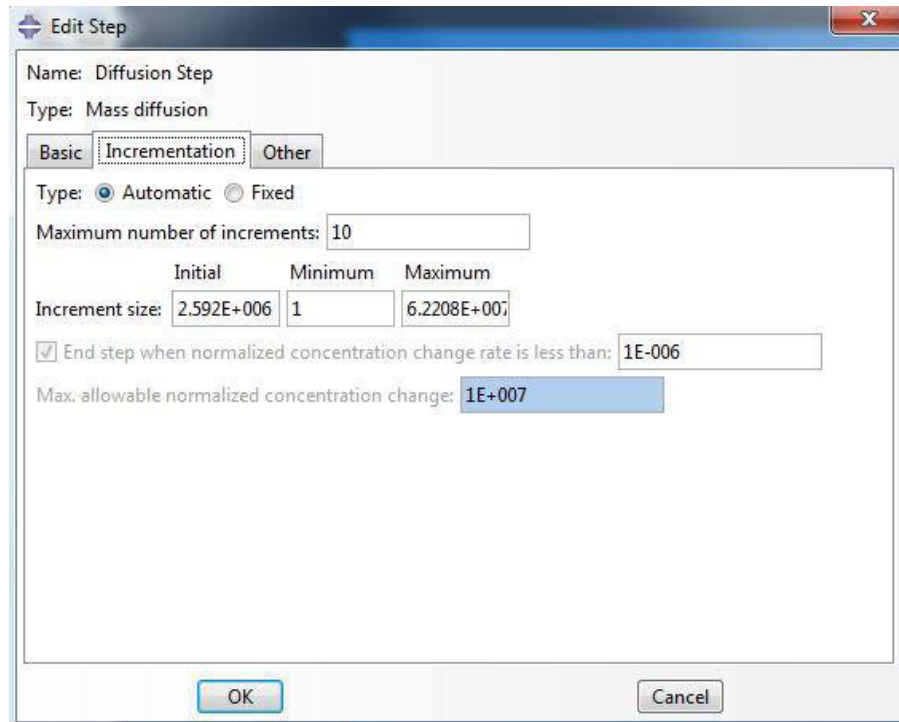 Edit Step
x
Name: Diffusion Step
Type: Mass diffusion
Basic Incrementation Other
Type: Automatic Fixed
Maximum number of increments: 10
Initial Minimum Maximum
Increment size: 2.592E+006 1 6.2208E+007
End step when normalized concentration change rate is less than: 1E-006
Max. allowable normalized concentration change: 1E+007
OK Cancel